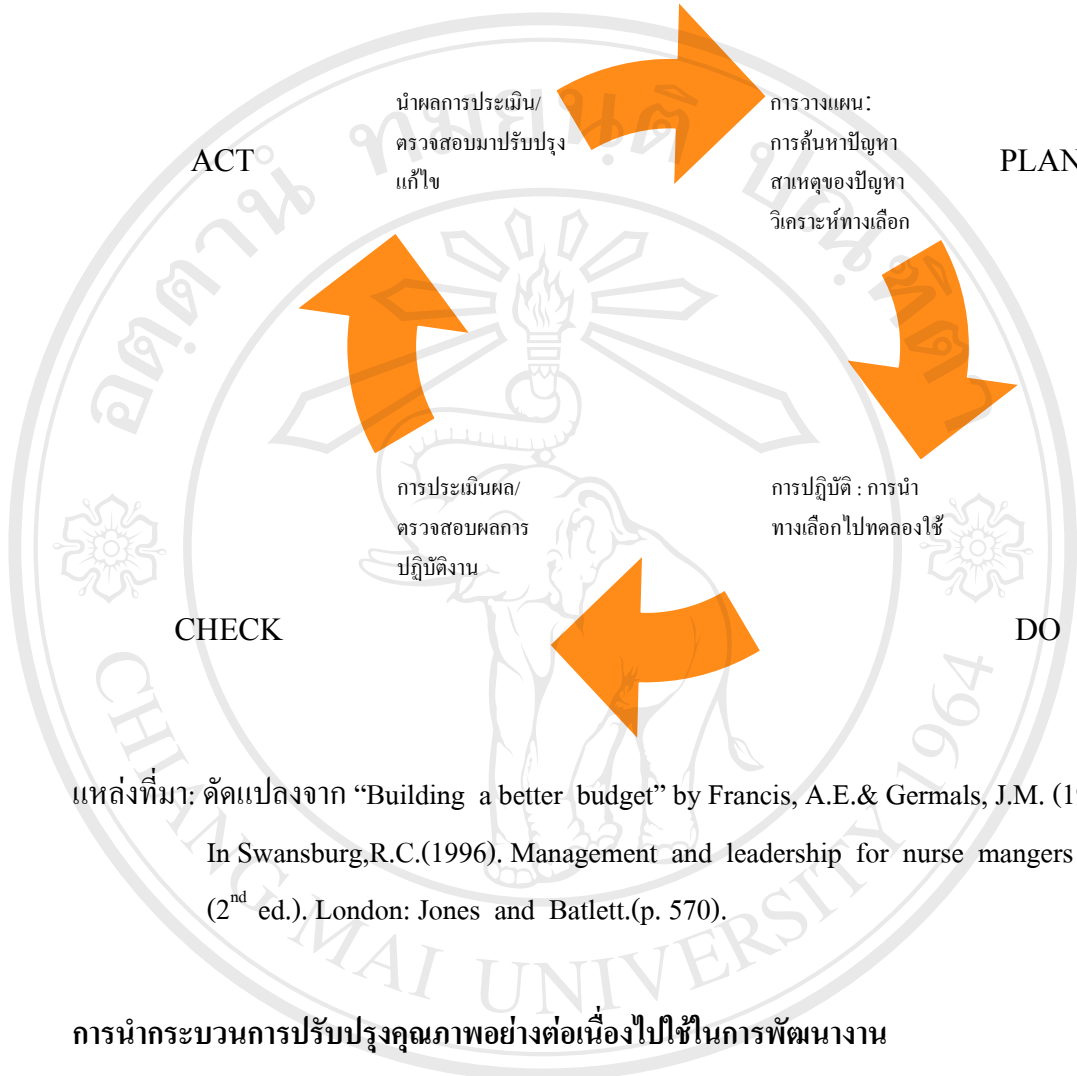 นำผลการประเมิน/
ตรวจสอบมาปรับปรุง
แก้ไข
ACT
การวางแผน:
การค้นหาปัญหา
สาเหตุของปัญหา
วิเคราะห์ทางเลือก
PLAN
การประเมินผล/
ตรวจสอบผลการ
ปฏิบัติงาน
CHECK
การปฏิบัติ : การนำ
ทางเลือกไปทดลองใช้
DO
แหล่งที่มา: ดัดแปลงจาก “Building a better budget” by Francis, A.E.& Germals, J.M. (19
In Swansburg,R.C.(1996). Management and leadership for nurse mangers
(2nd ed.). London: Jones and Batlett.(p. 570).
การนำกระบวนการปรับปรุงคุณภาพอย่างต่อเนื่องไปใช้ในการพัฒนางาน
CHIANG MAI UNIVERSITY 1964